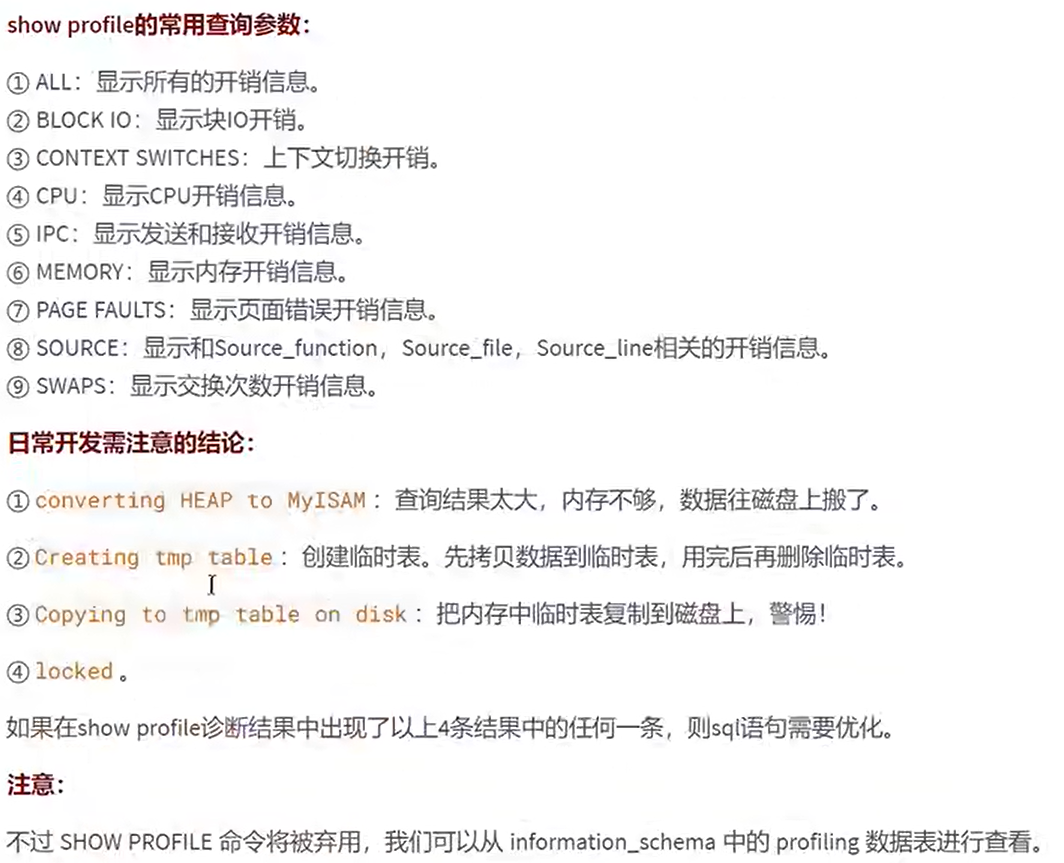 show profile的常用查询参数：
① ALL：显示所有的开销信息。
② BLOCK IO：显示块IO开销。
③ CONTEXT SWITCHES：上下文切换开销。
④ CPU：显示CPU开销信息。
⑤ IPC：显示发送和接收开销信息。
⑥ MEMORY：显示内存开销信息。
⑦ PAGE FAULTS：显示页面错误开销信息。
⑧ SOURCE：显示和Source_function，Source_file，Source_line相关的开销信息。
⑨ SWAPS：显示交换次数开销信息。
日常开发需注意的结论：
① converting HEAP to MyISAM：查询结果太大，内存不够，数据往磁盘上搬了。
② Creating tmp table：创建临时表。先拷贝数据到临时表，用完后再删除临时表。
③ Copying to tmp table on disk：把内存中临时表复制到磁盘上，警惕！
④ locked。
如果在show profile诊断结果中出现了以上4条结果中的任何一条，则sql语句需要优化。
注意：
不过 SHOW PROFILE 命令将被弃用，我们可以从 information_schema 中的 profiling 数据表进行查看。